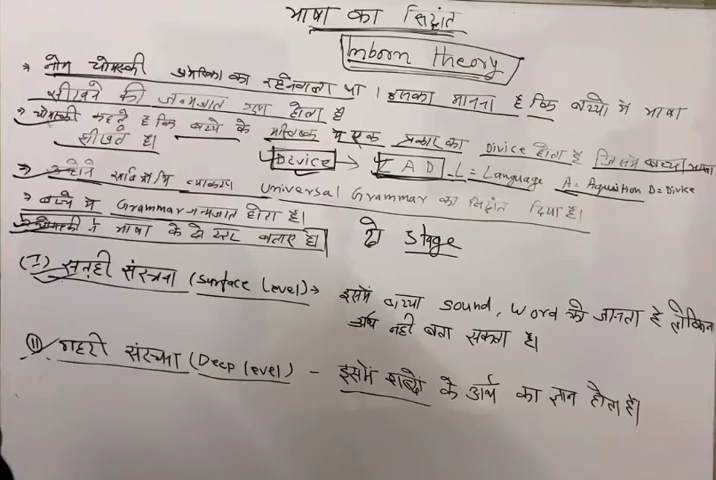 भाषा का सिद्धांत
Inborn Theory
→ नोम चोमस्की अमेरिका का रहनेवाला था। इनका मानना है कि बच्चो मे भाषा
सीखने की जन्मजात गुण होता है
→ चोमस्की कहते है कि बच्चे के मस्तिष्क मे एक प्रकार का Divice होता है जिससे बच्चा भाषा
सीखते है।
Divice → LAD L = Language A = Aquition D = Divice
→ उन्होने सार्वभौमि व्याकरण Universal Grammar का सिद्धांत दिया है।
→ बच्चे मे Grammar जन्मजात होता है।
→ चोमस्की ने भाषा के दो स्तर बताए है। दो Stage
(I) सतही संरचना (Surface Level) → इसमे बच्चा Sound, Word को जानता है लेकिन
अर्थ नही बता सकता है।
(II) गहरी संरचना (Deep Level) - इसमें शब्दों के अर्थ का ज्ञान होता है।